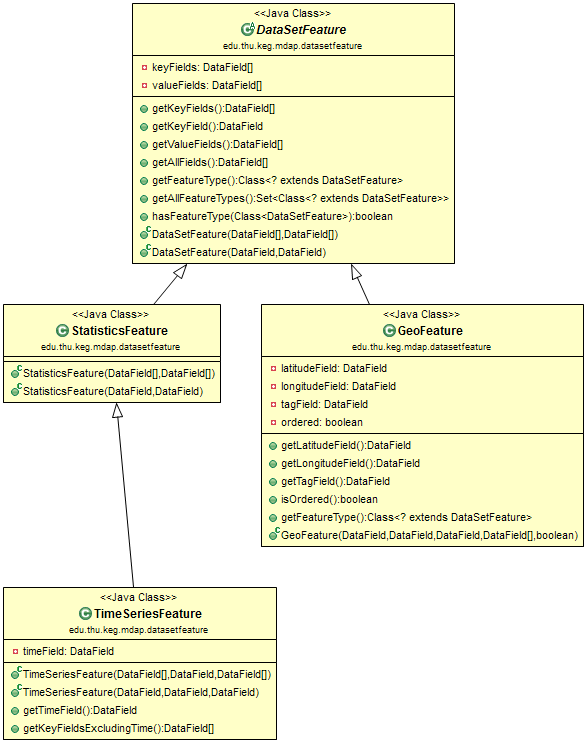 <<Java Class>>
DataSetFeature
edu.thu.keg.mdap.datasetfeature
keyFields: DataField[]
valueFields: DataField[]
getKeyFields():DataField[]
getKeyField():DataField
getValueFields():DataField[]
getAllFields():DataField[]
getFeatureType():Class<? extends DataSetFeature>
getAllFeatureTypes():Set<Class<? extends DataSetFeature>>
hasFeatureType(Class<DataSetFeature>):boolean
DataSetFeature(DataField[],DataField[])
DataSetFeature(DataField,DataField)
<<Java Class>>
StatisticsFeature
edu.thu.keg.mdap.datasetfeature
StatisticsFeature(DataField[],DataField[])
StatisticsFeature(DataField,DataField)
<<Java Class>>
GeoFeature
edu.thu.keg.mdap.datasetfeature
latitudeField: DataField
longitudeField: DataField
tagField: DataField
ordered: boolean
getLatitudeField():DataField
getLongitudeField():DataField
getTagField():DataField
isOrdered():boolean
getFeatureType():Class<? extends DataSetFeature>
GeoFeature(DataField,DataField,DataField,DataField[],boolean)
<<Java Class>>
TimeSeriesFeature
edu.thu.keg.mdap.datasetfeature
timeField: DataField
TimeSeriesFeature(DataField[],DataField,DataField[])
TimeSeriesFeature(DataField,DataField,DataField)
getTimeField():DataField
getKeyFieldsExcludingTime():DataField[]